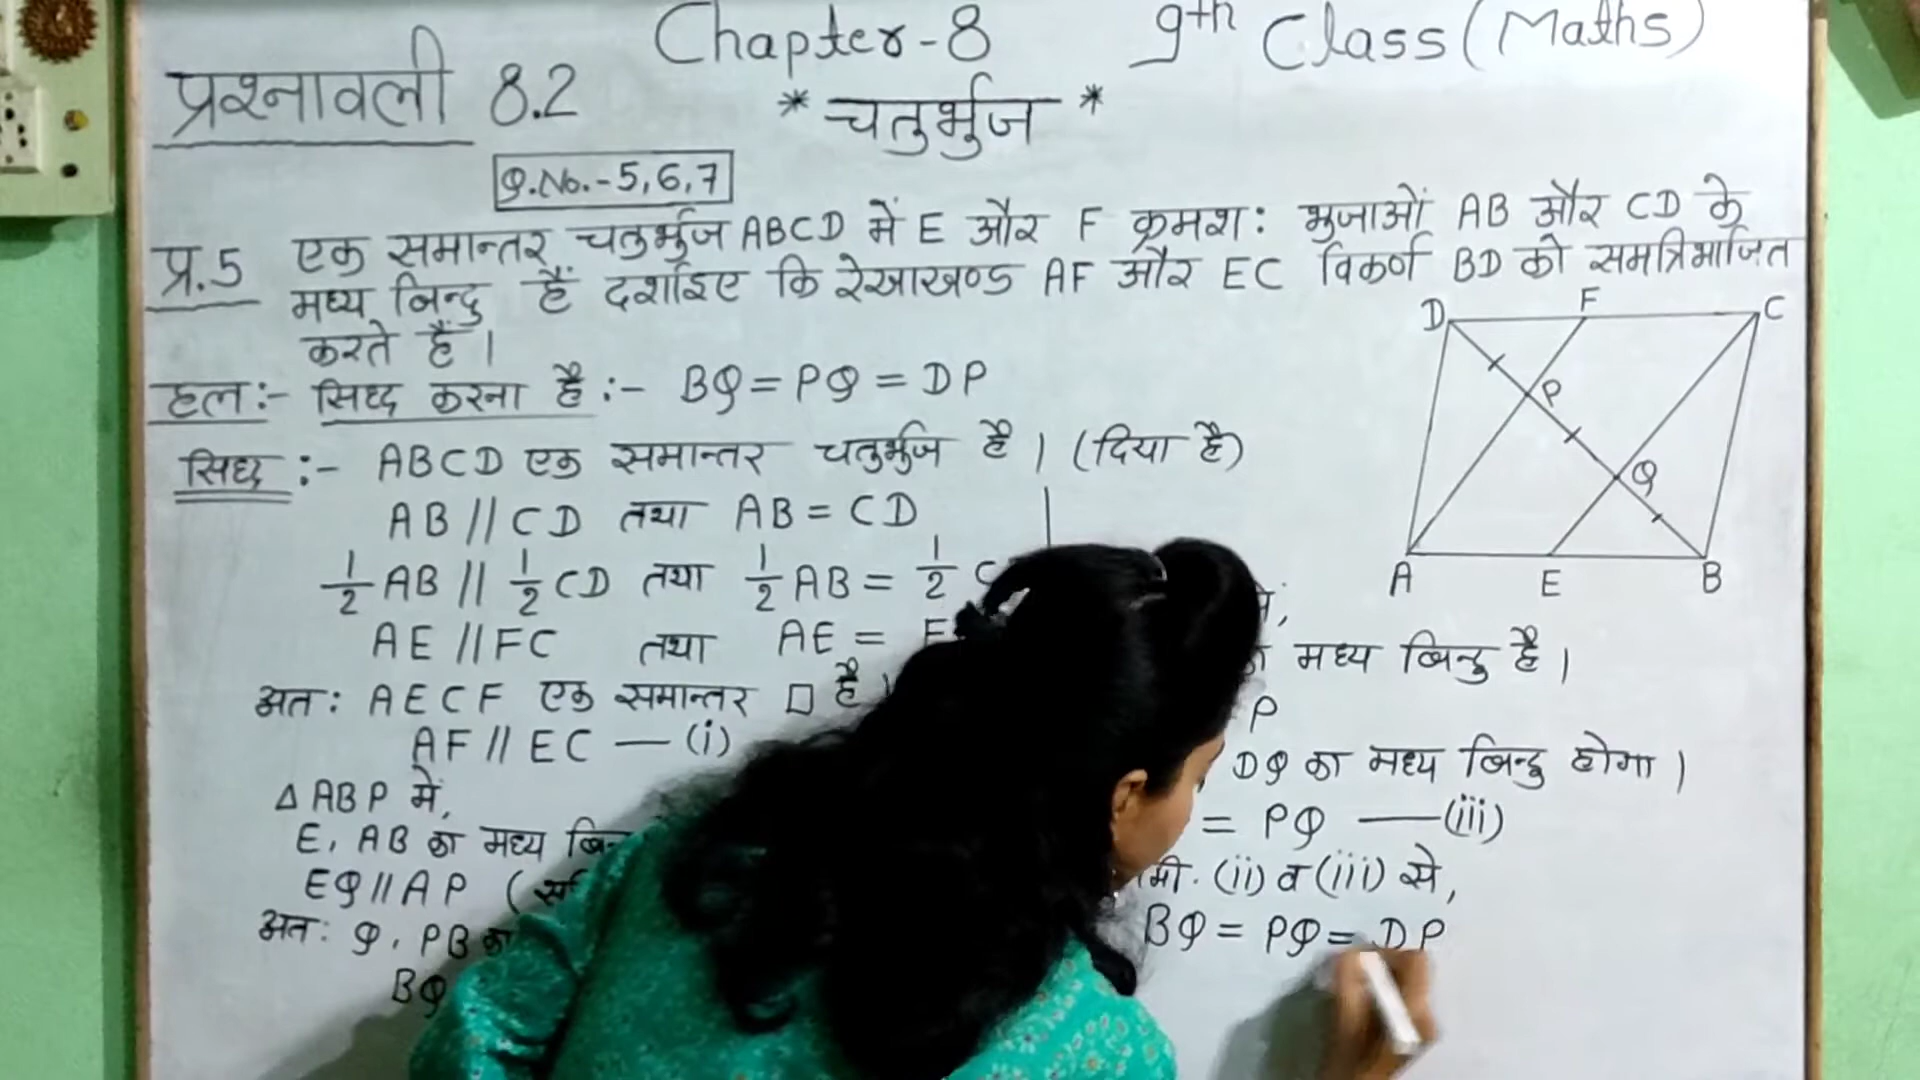 Chapter-8 9th Class (Maths)
प्रश्नावली 8.2
* चतुर्भुज *
Q.No.-5,6,7
प्र.5 एक समान्तर चतुर्भुज ABCD में E और F क्रमश: भुजाओं AB और CD के
मध्य बिन्दु हैं दर्शाइए कि रेखाखण्ड AF और EC विकर्ण BD को समत्रिभाजित
करते हैं।
हल:- सिध्द करना है:- BQ = PQ = DP
सिध्द:- ABCD एक समान्तर चतुर्भुज है। (दिया है)
AB // CD तथा AB = CD
1/2 AB // 1/2 CD तथा 1/2 AB = 1/2 C
AE // FC तथा AE =
अत: AECF एक समान्तर □ है।
AF // EC — (i)
Δ ABP में,
E, AB का मध्य
EQ // AP (
अत: Q, PB का
BQ
में,
मध्य बिन्दु है।
P
DQ का मध्य बिन्दु होगा।
= PQ — (iii)
(ii) व (iii) से,
BQ = PQ = DP
D F C
P
Q
A E B